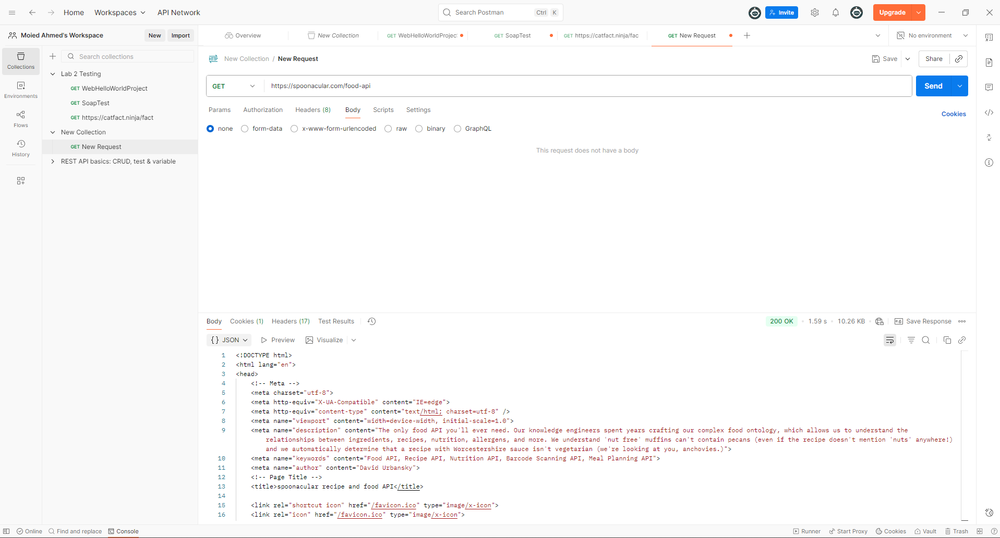 Home Workspaces API Network Search Postman Ctrl K Invite Upgrade
Moied Ahmed's Workspace New Import Overview New Collection GET WebHelloWorldProjec GET SoapTest GET https://catfact.ninja/fac GET New Request No environment
Collections
Environments
Flows
History
Search collections
Lab 2 Testing
GET WebHelloWorldProject
GET SoapTest
GET https://catfact.ninja/fact
New Collection
GET New Request
REST API basics: CRUD, test & variable
HTTP New Collection / New Request Save Share
GET https://spoonacular.com/food-api Send
Params Authorization Headers (8) Body Scripts Settings Cookies
none form-data x-www-form-urlencoded raw binary GraphQL
This request does not have a body
Body Cookies (1) Headers (17) Test Results 200 OK • 1.59 s • 10.26 KB • e.g. Save Response
{} JSON Preview Visualize
1 <!DOCTYPE html>
2 <html lang="en">
3 <head>
4 <!-- Meta -->
5 <meta charset="utf-8">
6 <meta http-equiv="X-UA-Compatible" content="IE=edge">
7 <meta http-equiv="content-type" content="text/html; charset=utf-8" />
8 <meta name="viewport" content="width=device-width, initial-scale=1.0">
9 <meta name="description" content="The only food API you'll ever need. Our knowledge engineers spent years crafting our complex food ontology, which allows us to understand the
relationships between ingredients, recipes, nutrition, allergens, and more. We understand 'nut free' muffins can't contain pecans (even if the recipe doesn't mention 'nuts' anywhere!)
and we automatically determine that a recipe with Worcestershire sauce isn't vegetarian (we're looking at you, anchovies.)">
10 <meta name="keywords" content="Food API, Recipe API, Nutrition API, Barcode Scanning API, Meal Planning API">
11 <meta name="author" content="David Urbansky">
12 <!-- Page Title -->
13 <title>spoonacular recipe and food API</title>
14
15 <link rel="shortcut icon" href="/favicon.ico" type="image/x-icon">
16 <link rel="icon" href="/favicon.ico" type="image/x-icon">
Online Find and replace Console Runner Start Proxy Cookies Vault Trash